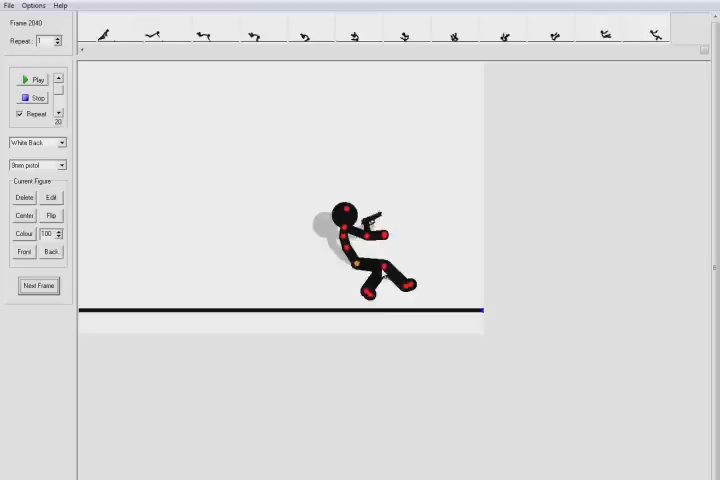 File Options Help
Frame 2040
Repeat: 1
Play
Stop
Repeat
20
White Back
9mm pistol
Current Figure
Delete Edit
Center Flip
Colour 100
Front Back
Next Frame